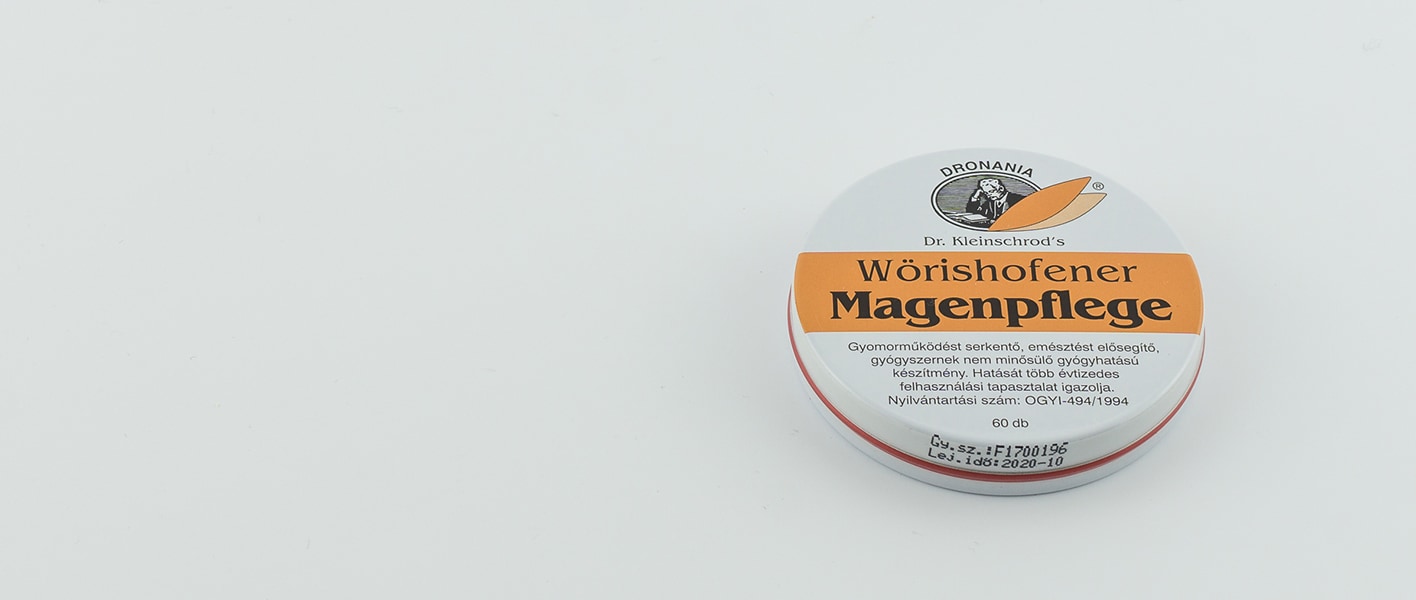 DRONANIA
®
Dr. Kleinschrod's
Wörishofener
Magenpflege
Gyomorműködést serkentő, emésztést elősegítő,
gyógyszernek nem minősülő gyógyhatású
készítmény. Hatását több évtizedes
felhasználási tapasztalat igazolja.
Nyilvántartási szám: OGYI-494/1994
60 db
Gy.sz.:F1700196
Lej.idő:2020-10